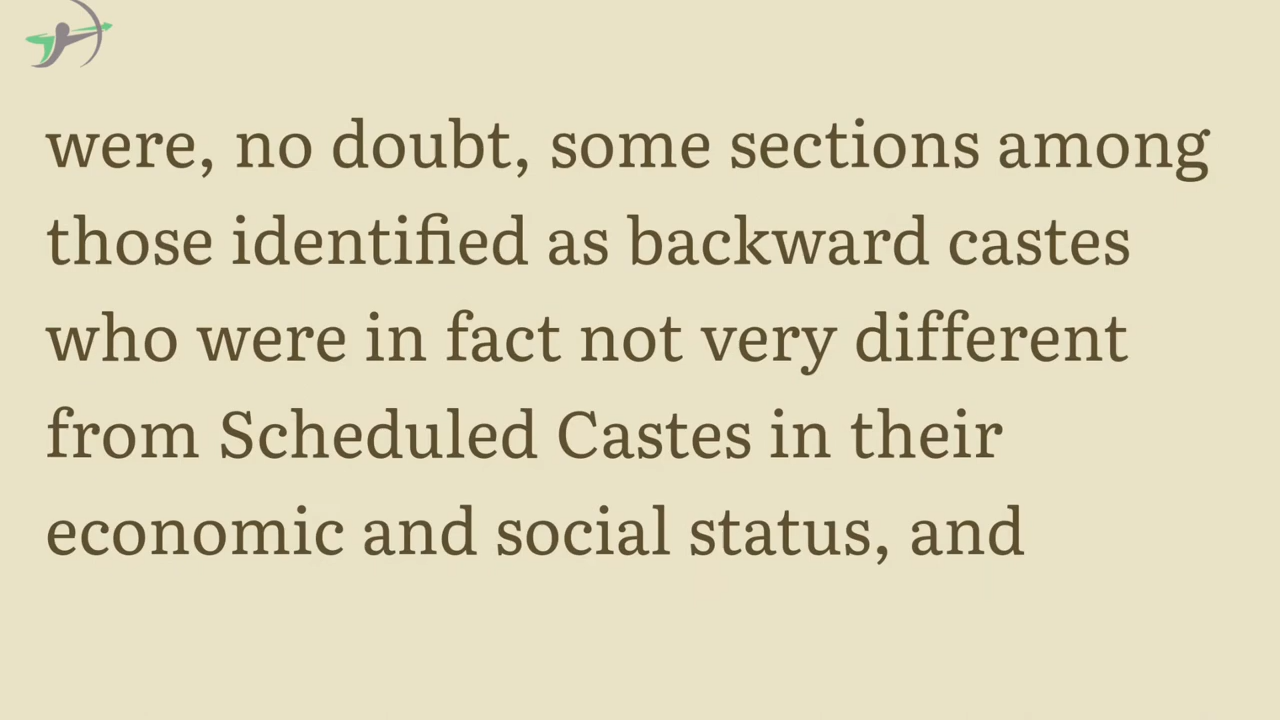 were, no doubt, some sections among
those identified as backward castes
who were in fact not very different
from Scheduled Castes in their
economic and social status, and